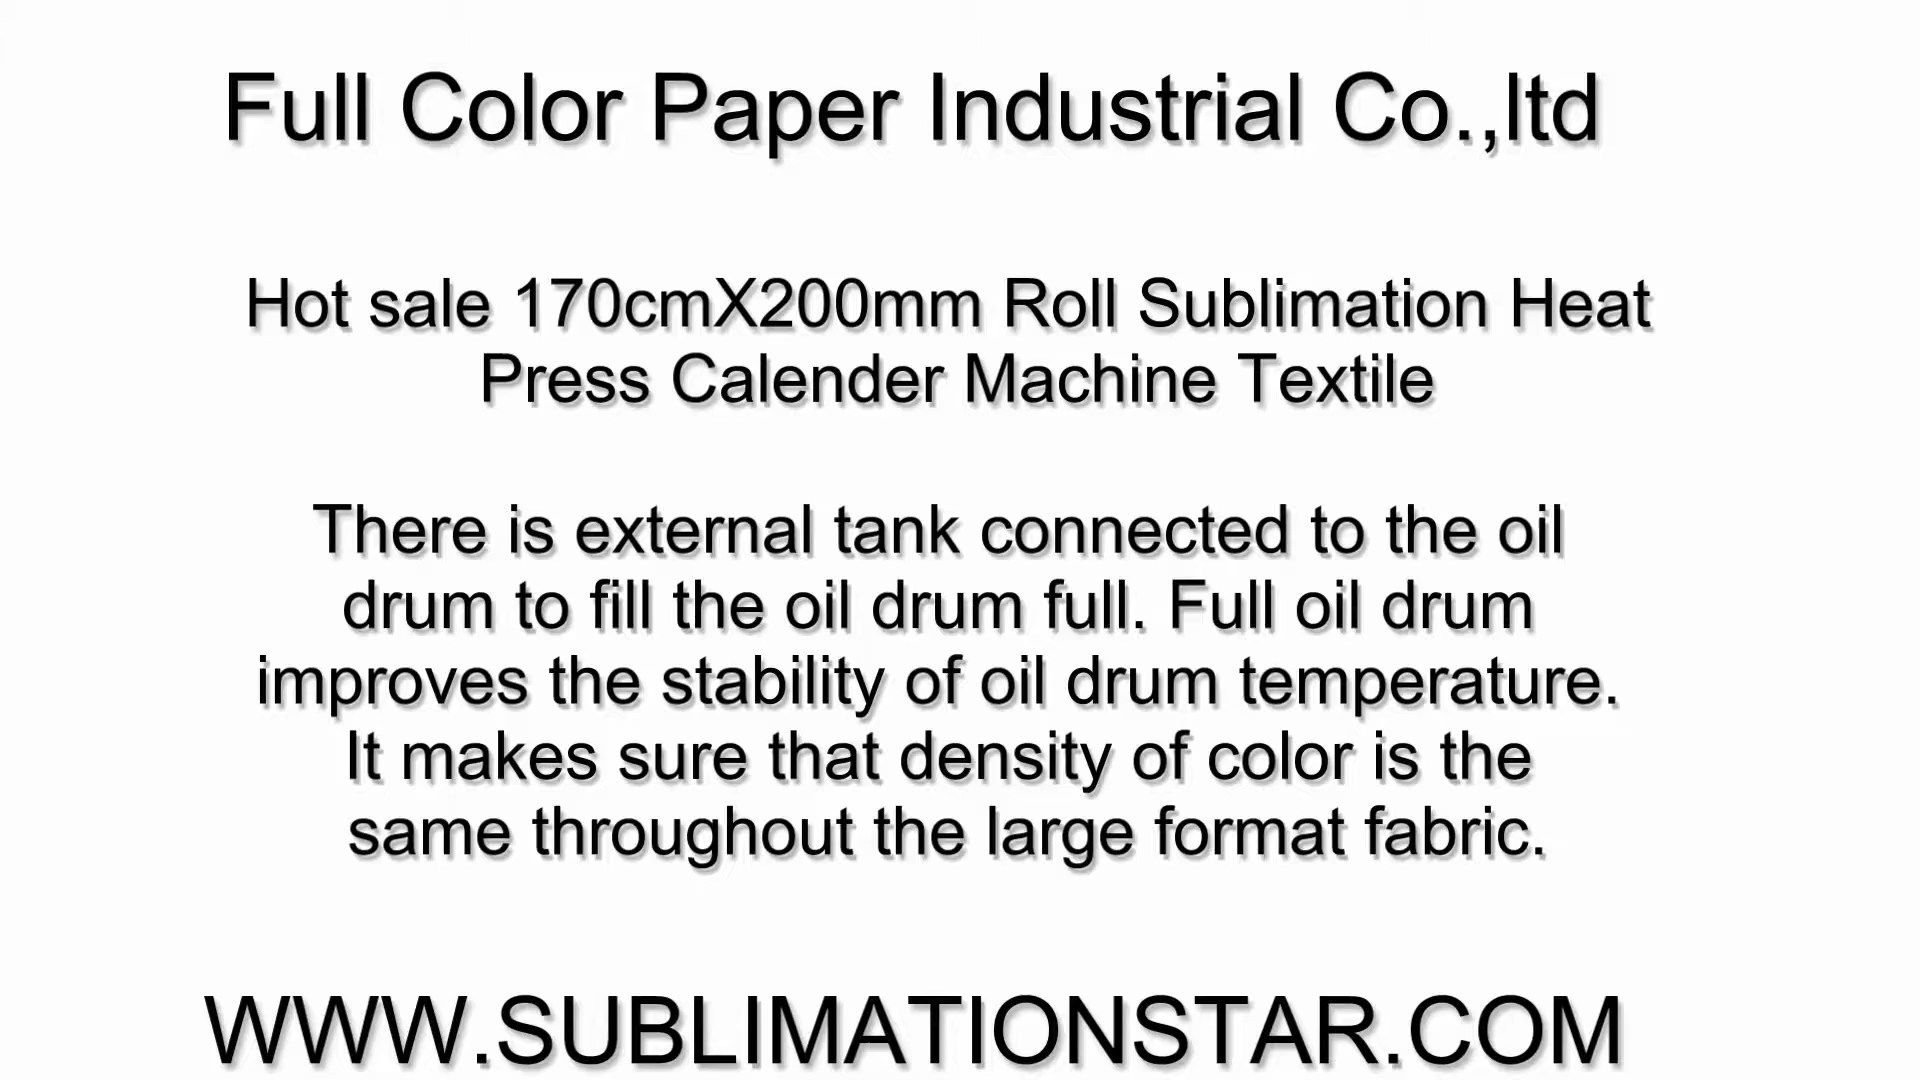 Full Color Paper Industrial Co.,ltd
Hot sale 170cmX200mm Roll Sublimation Heat
Press Calender Machine Textile
There is external tank connected to the oil
drum to fill the oil drum full. Full oil drum
improves the stability of oil drum temperature.
It makes sure that density of color is the
same throughout the large format fabric.
WWW.SUBLIMATIONSTAR.COM